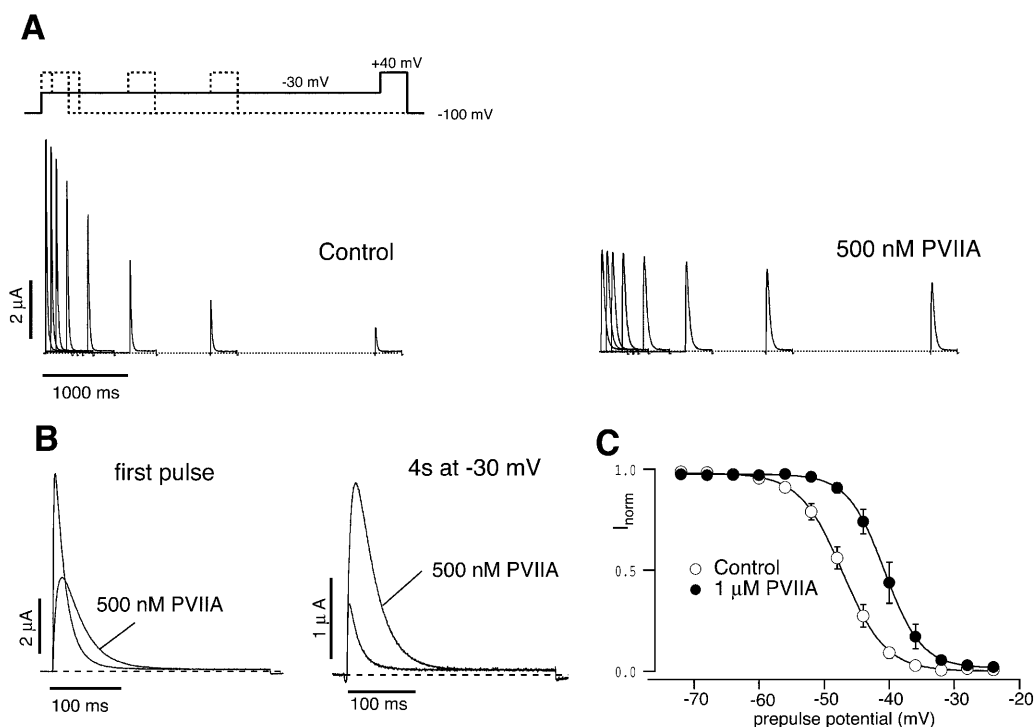 A
+40 mV
-30 mV
-100 mV
Control
500 nM PVIIA
2 μA
1000 ms
B
first pulse
4s at -30 mV
500 nM PVIIA
500 nM PVIIA
2 μA
1 μ A
100 ms
100 ms
C
1.0
0.5
0.0
Inorm
Control
1 μM PVIIA
-70
-60
-50
-40
-30
-20
prepulse potential (mV)